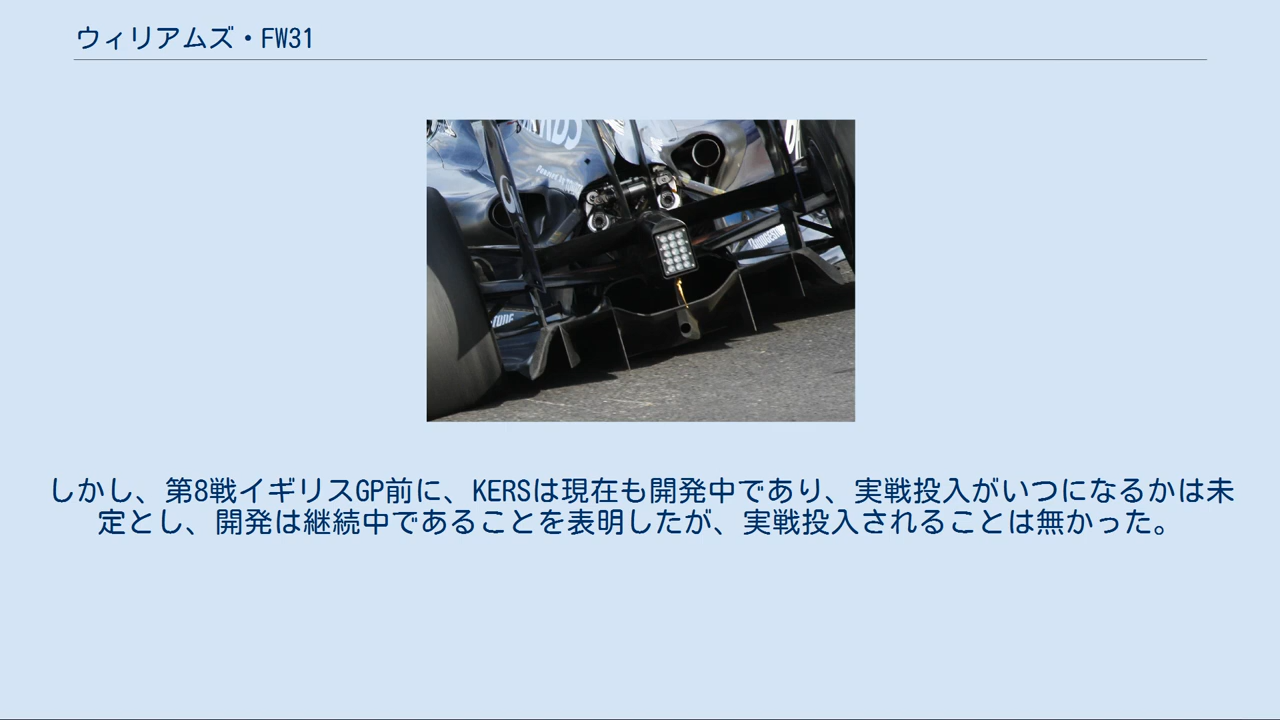 ウィリアムズ・FW31
しかし、第8戦イギリスGP前に、KERSは現在も開発中であり、実戦投入がいつになるかは未
定とし、開発は継続中であることを表明したが、実戦投入されることは無かった。